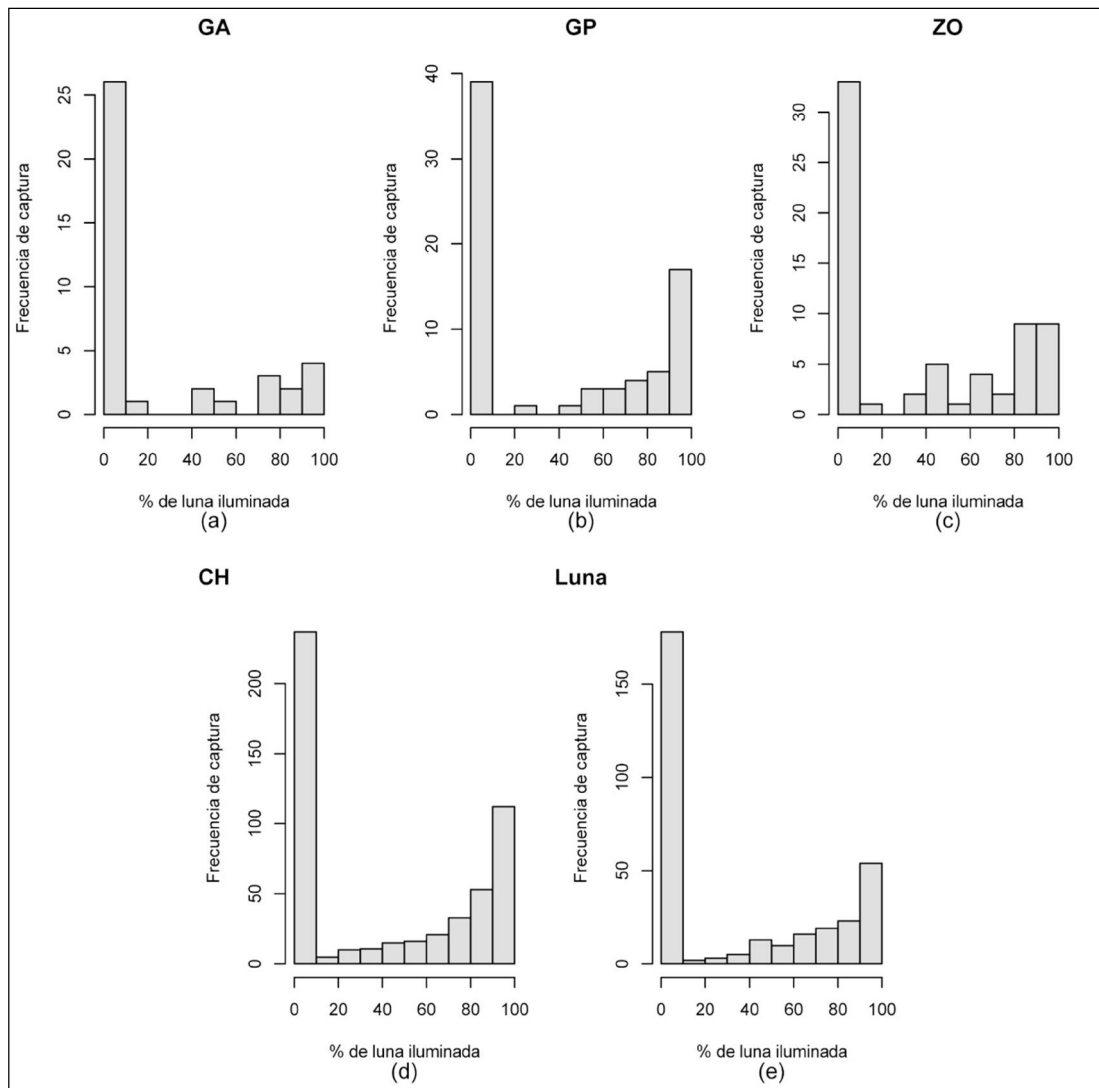 GA
GP
ZO
Frecuencia de captura
0 5 10 15 20 25
0 20 40 60 80 100
% de luna iluminada
(a)
Frecuencia de captura
0 10 20 30 40
0 20 40 60 80 100
% de luna iluminada
(b)
Frecuencia de captura
0 5 10 15 20 25 30
0 20 40 60 80 100
% de luna iluminada
(c)
CH
Luna
Frecuencia de captura
0 50 100 150 200
0 20 40 60 80 100
% de luna iluminada
(d)
Frecuencia de captura
0 50 100 150
0 20 40 60 80 100
% de luna iluminada
(e)